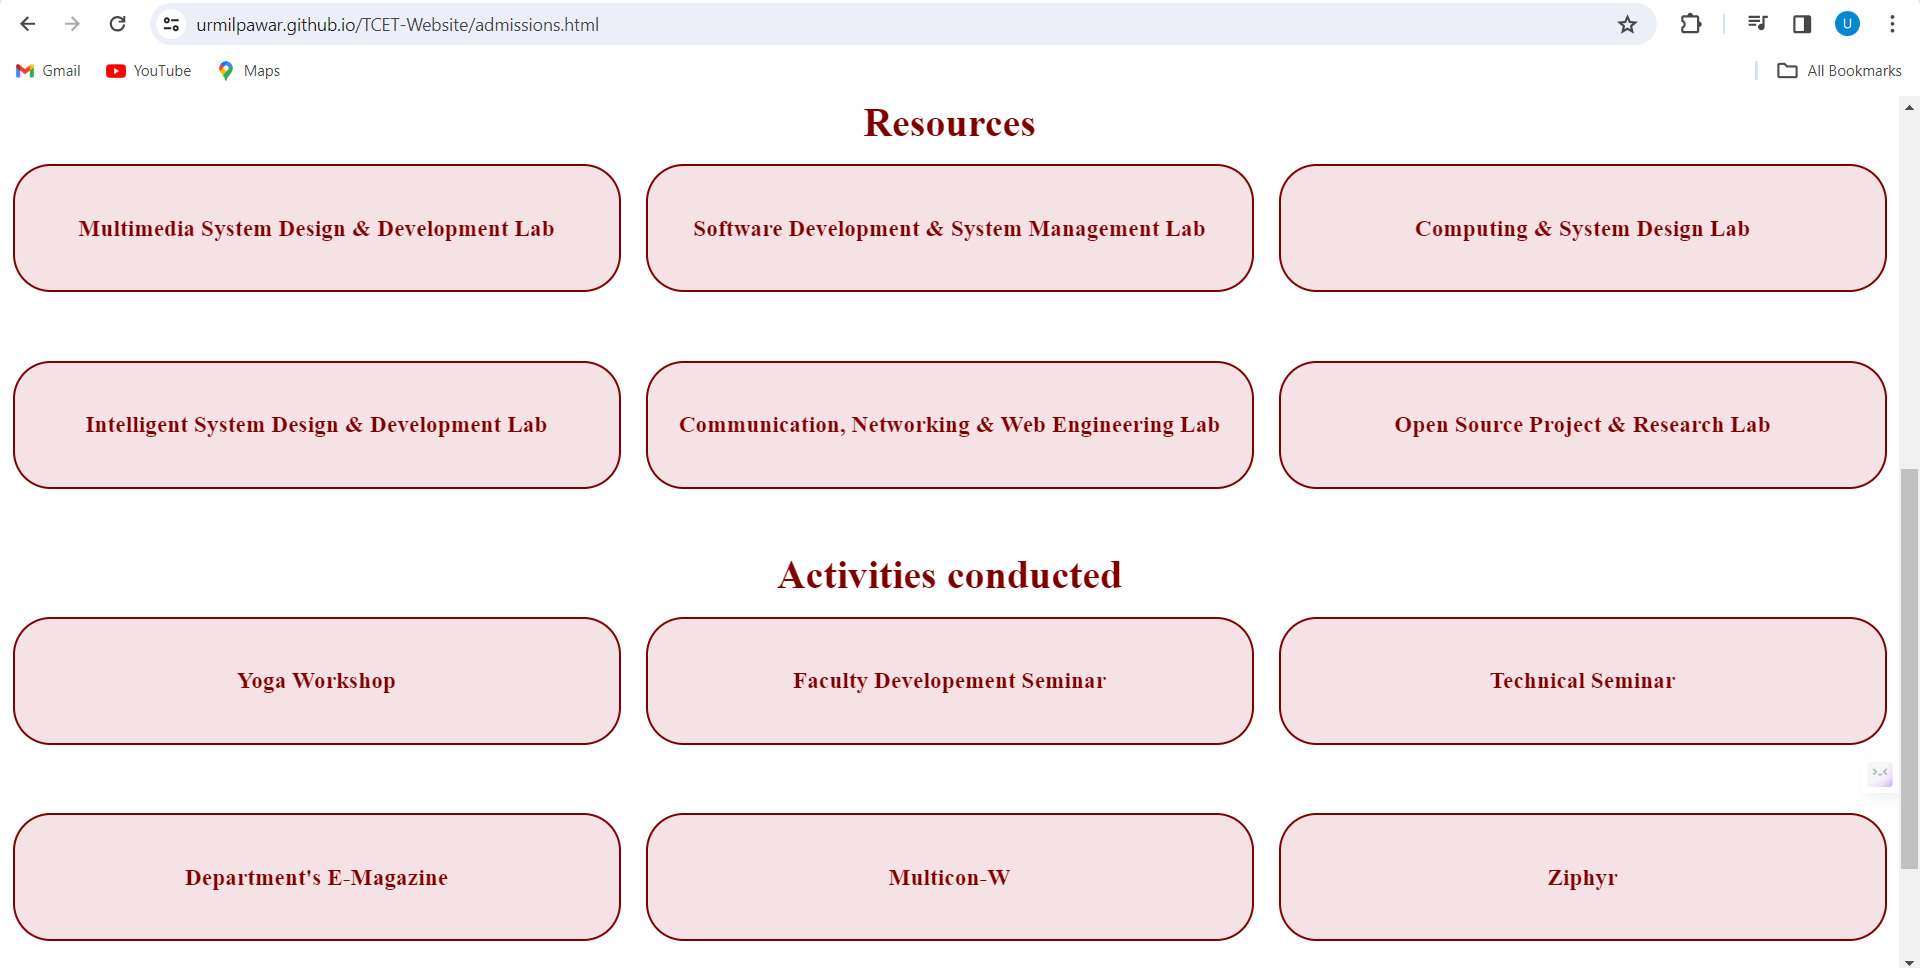 urmilpawar.github.io/TCET-Website/admissions.html
U
Gmail
YouTube
Maps
All Bookmarks
Resources
Multimedia System Design & Development Lab
Software Development & System Management Lab
Computing & System Design Lab
Intelligent System Design & Development Lab
Communication, Networking & Web Engineering Lab
Open Source Project & Research Lab
Activities conducted
Yoga Workshop
Faculty Developement Seminar
Technical Seminar
Department's E-Magazine
Multicon-W
Ziphyr